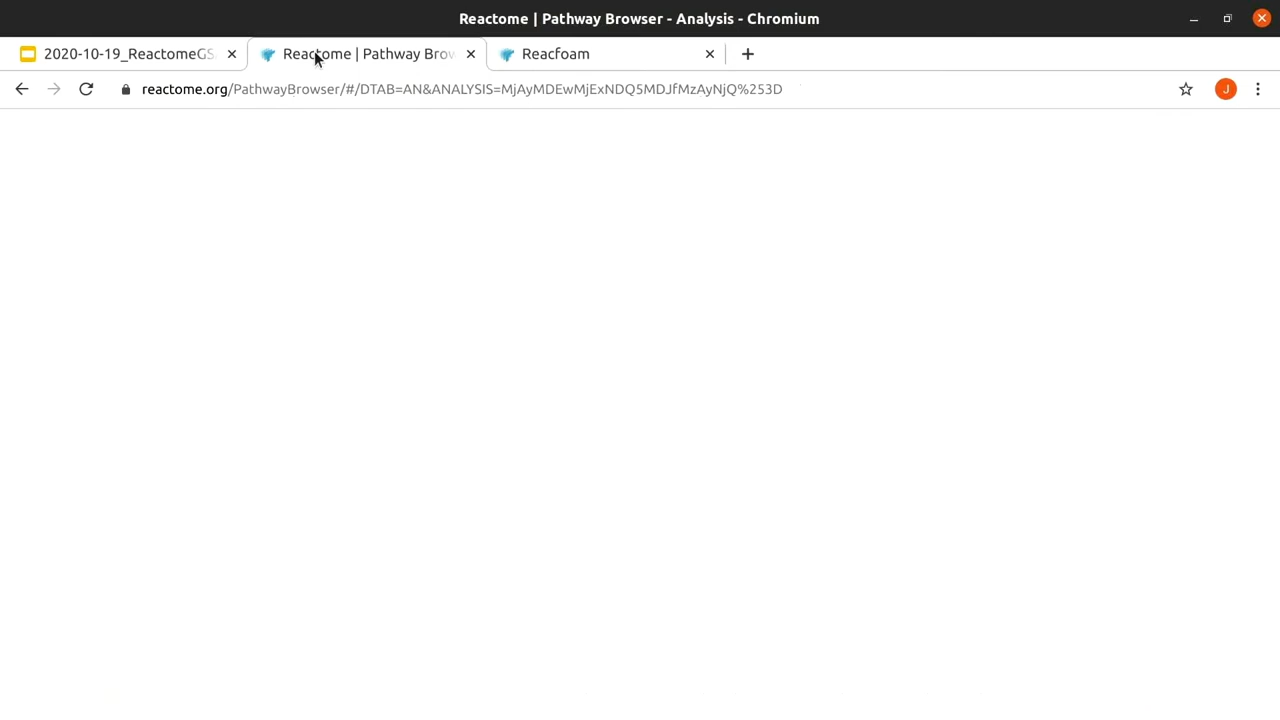 Reactome | Pathway Browser - Analysis - Chromium
2020-10-19_ReactomeGS
Reactome | Pathway Brow
Reacfoam
reactome.org/PathwayBrowser/#/DTAB=AN&ANALYSIS=MjAyMDEwMjExNDQ5MDJfMzAyNjQ%253D
J